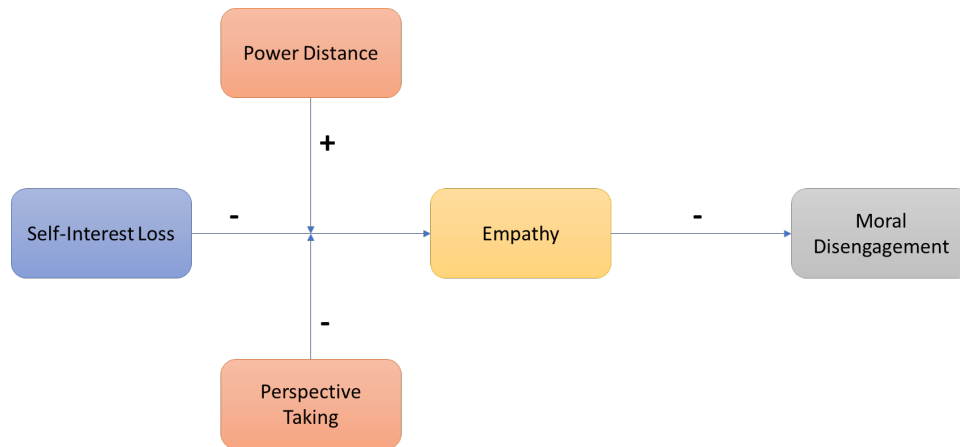 Power Distance
+
-
-
Self-Interest Loss
Empathy
Moral
Disengagement
-
Perspective
Taking